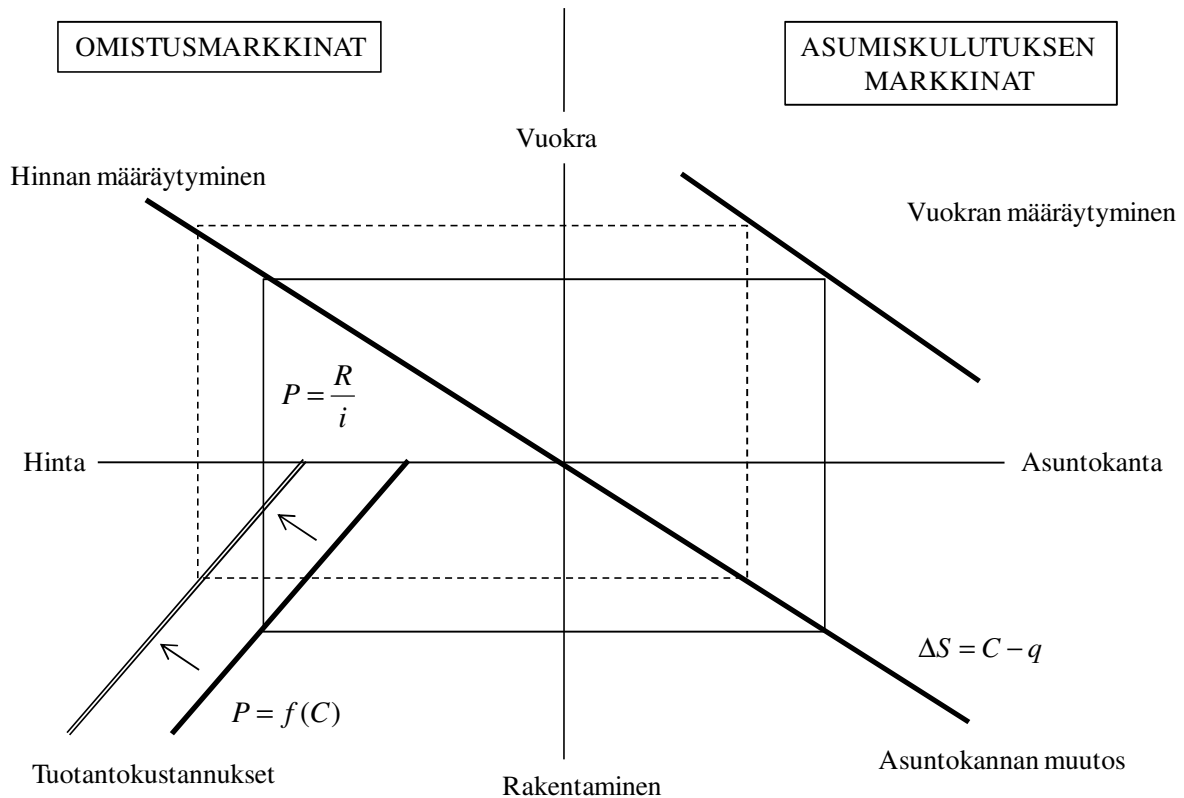 OMISTUSMARKKINAT
ASUMISKULUTUKSEN
MARKKINAT
Vuokra
Hinnan määräytyminen
Vuokran määräytyminen
P = R/i
Hinta
Asuntokanta
ΔS = C − q
P = f(C)
Tuotantokustannukset
Rakentaminen
Asuntokannan muutos